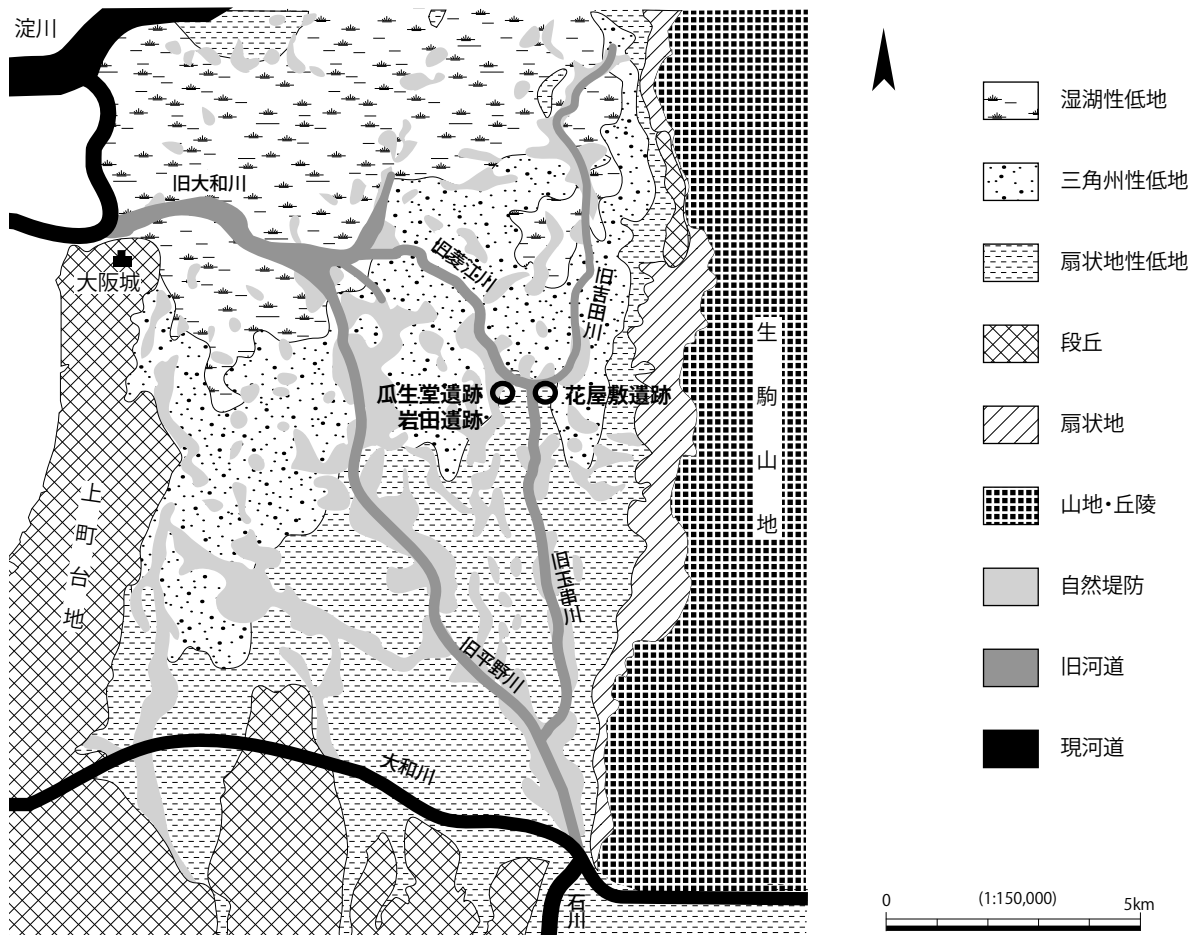 淀川
旧大和川
大阪城
旧菱江川
旧吉田川
瓜生堂遺跡
岩田遺跡
花屋敷遺跡
生駒山地
上町台地
旧玉串川
旧平野川
大和川
石川
湿湖性低地
三角州性低地
扇状地性低地
段丘
扇状地
山地・丘陵
自然堤防
旧河道
現河道
0
(1:150,000)
5km